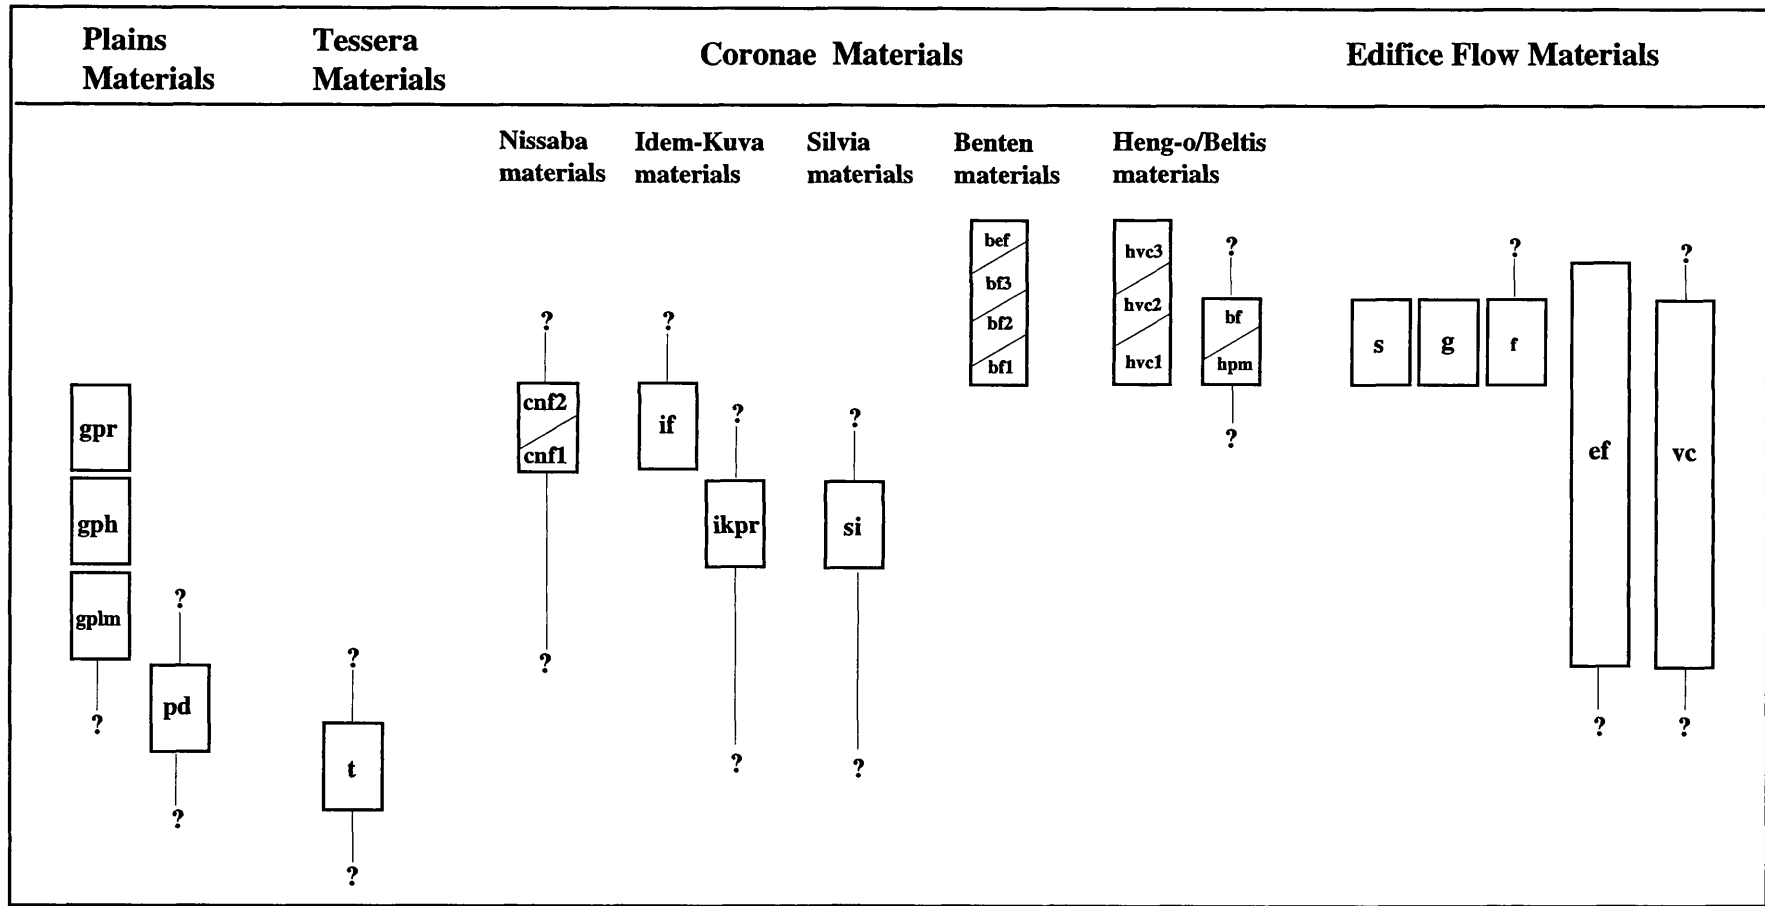 Plains
Materials
Tessera
Materials
Coronae Materials
Edifice Flow Materials
Nissaba
materials
Idem-Kuva
materials
Silvia
materials
Benten
materials
Heng-o/Beltis
materials
gpr
gph
gplm
?
?
pd
?
?
t
?
?
cnf2
cnf1
?
?
if
?
ikpr
?
?
si
?
bef
bf3
bf2
bf1
hvc3
hvc2
hvc1
?
bf
hpm
?
s
g
?
f
ef
?
?
vc
?